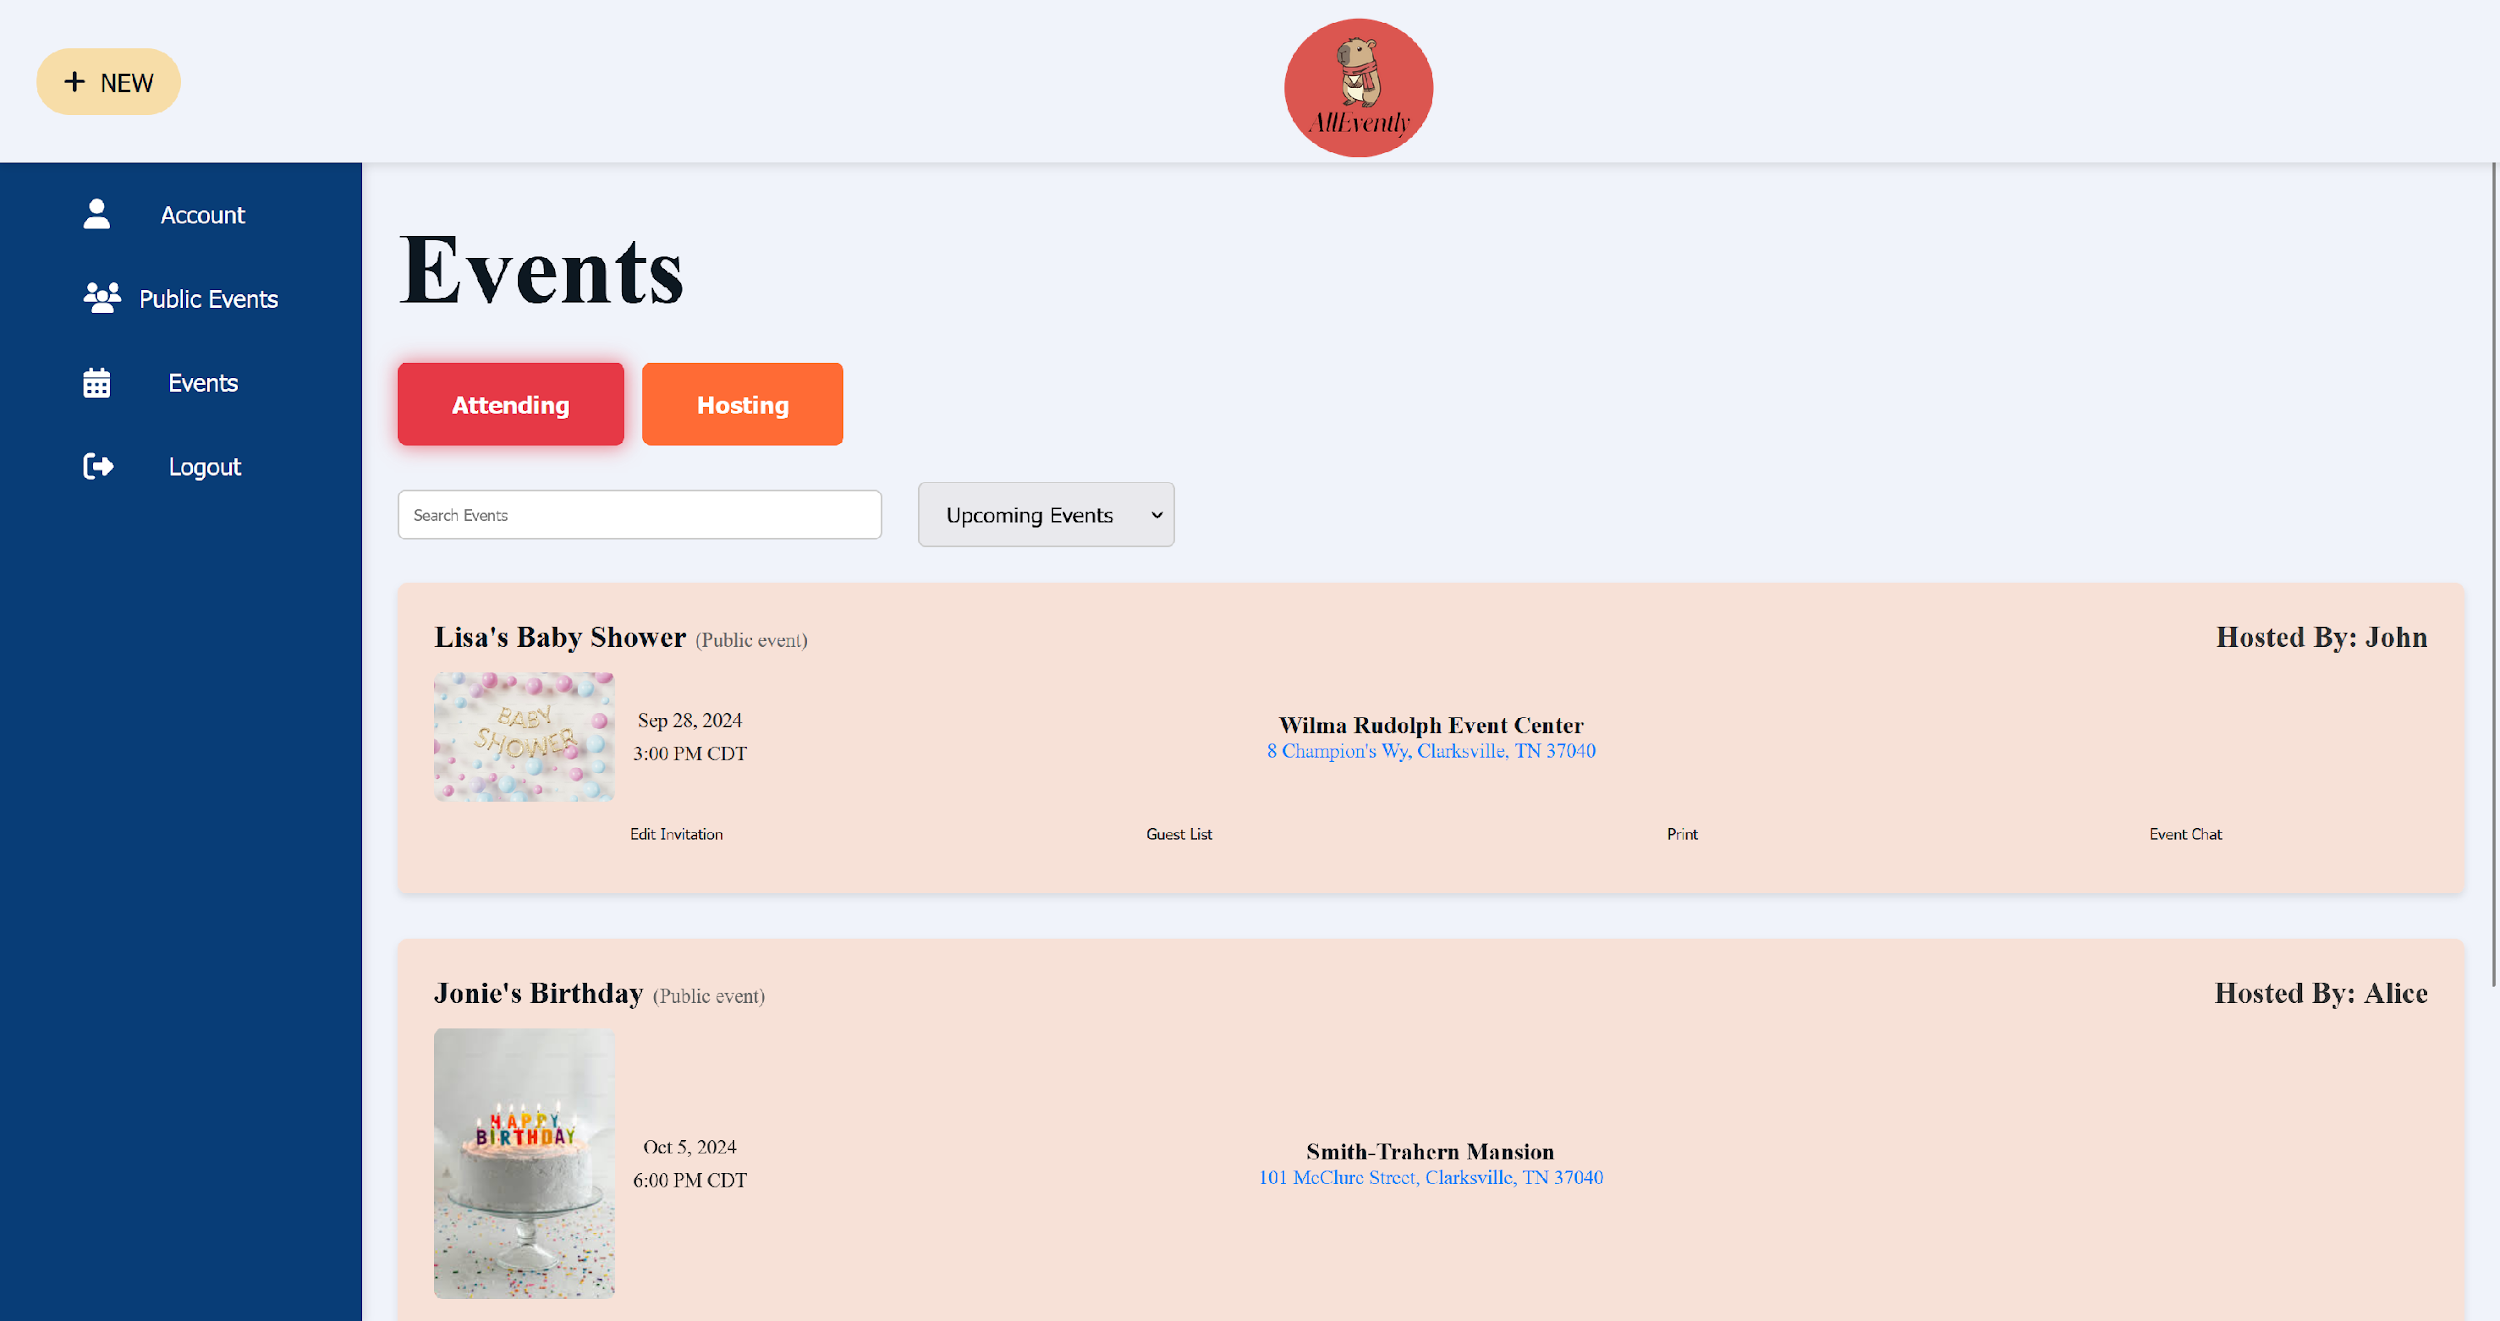 NEW
AllEvently
Account
Public Events
Events
Logout
Events
Attending
Hosting
Search Events
Upcoming Events
Lisa's Baby Shower (Public event)
Hosted By: John
BABY
SHOWER
Sep 28, 2024
3:00 PM CDT
Wilma Rudolph Event Center
8 Champion's Wy, Clarksville, TN 37040
Edit Invitation
Guest List
Print
Event Chat
Jonie's Birthday (Public event)
Hosted By: Alice
HAPPY
BIRTHDAY
Oct 5, 2024
6:00 PM CDT
Smith-Trahern Mansion
101 McClure Street, Clarksville, TN 37040